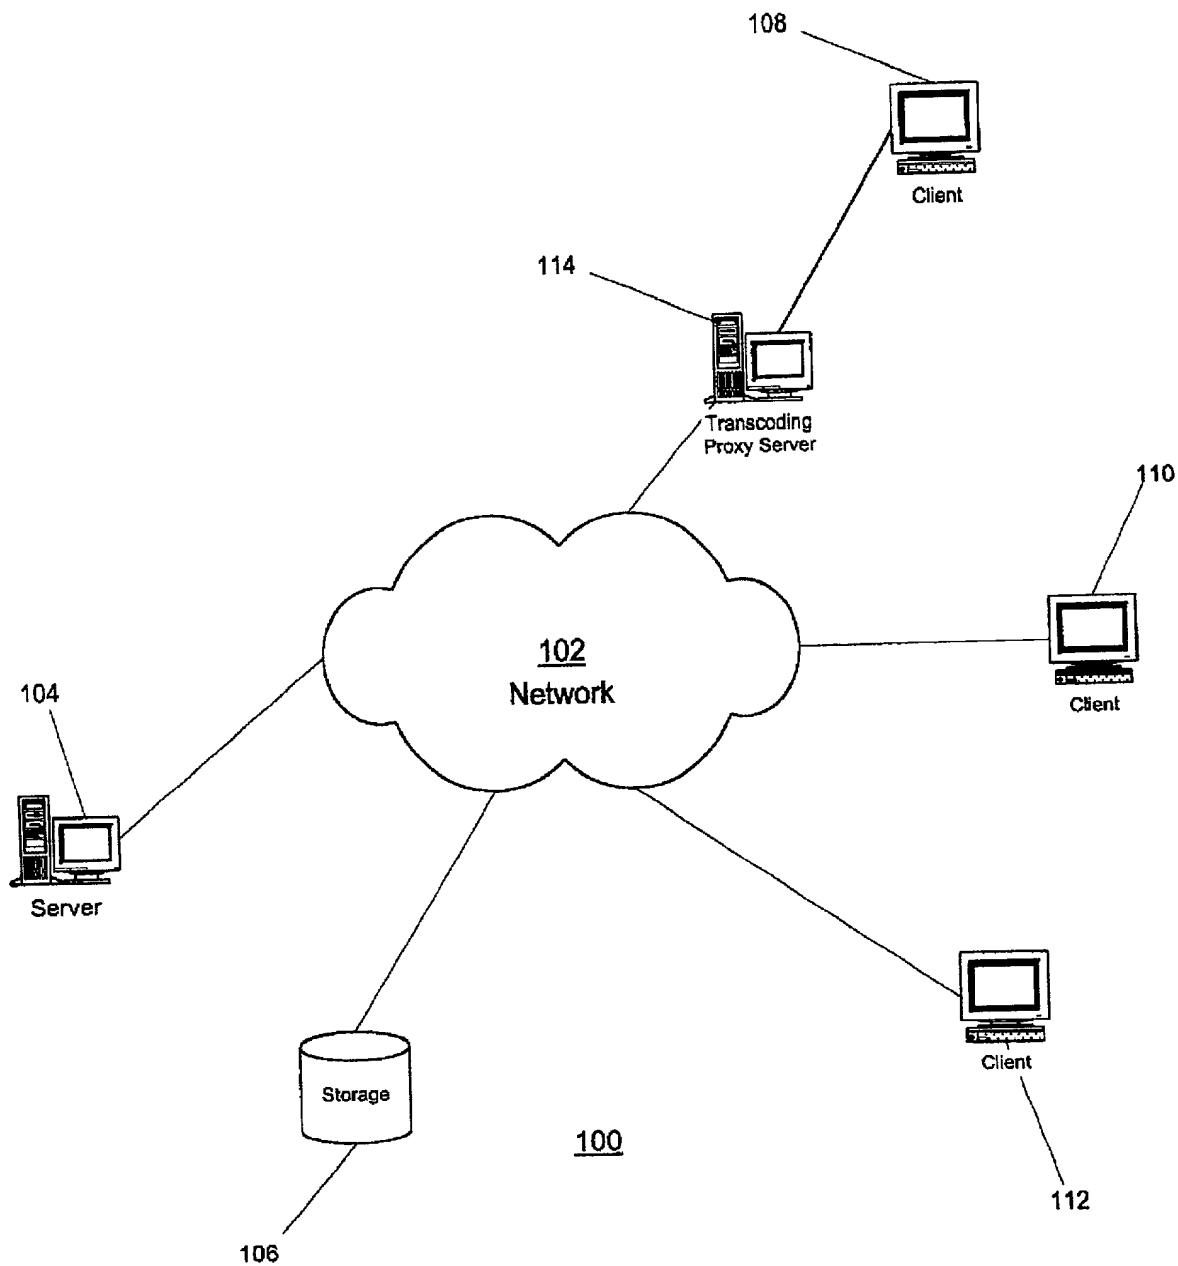 108
Client
114
Transcoding
Proxy Server
110
Client
102
Network
104
Server
Client
Storage
100
112
106